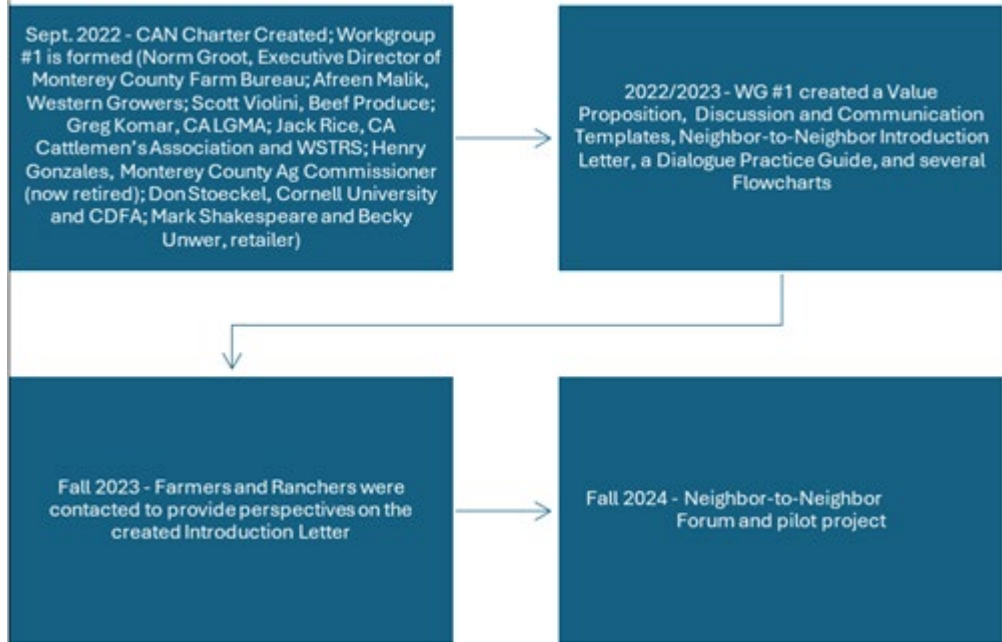 Sept. 2022 - CAN Charter Created; Workgroup
#1 is formed (Norm Groot, Executive Director of
Monterey County Farm Bureau; Afreen Malik,
Western Growers; Scott Violini, Beef Produce;
Greg Komar, CA LGMA; Jack Rice, CA
Cattlemen's Association and WSTRS; Henry
Gonzales, Monterey County Ag Commissioner
(now retired); Don Stoeckel, Cornell University
and CDFA; Mark Shakespeare and Becky
Unwer, retailer)
2022/2023 - WG #1 created a Value
Proposition, Discussion and Communication
Templates, Neighbor-to-Neighbor Introduction
Letter, a Dialogue Practice Guide, and several
Flowcharts
Fall 2023 - Farmers and Ranchers were
contacted to provide perspectives on the
created Introduction Letter
Fall 2024 - Neighbor-to-Neighbor
Forum and pilot project